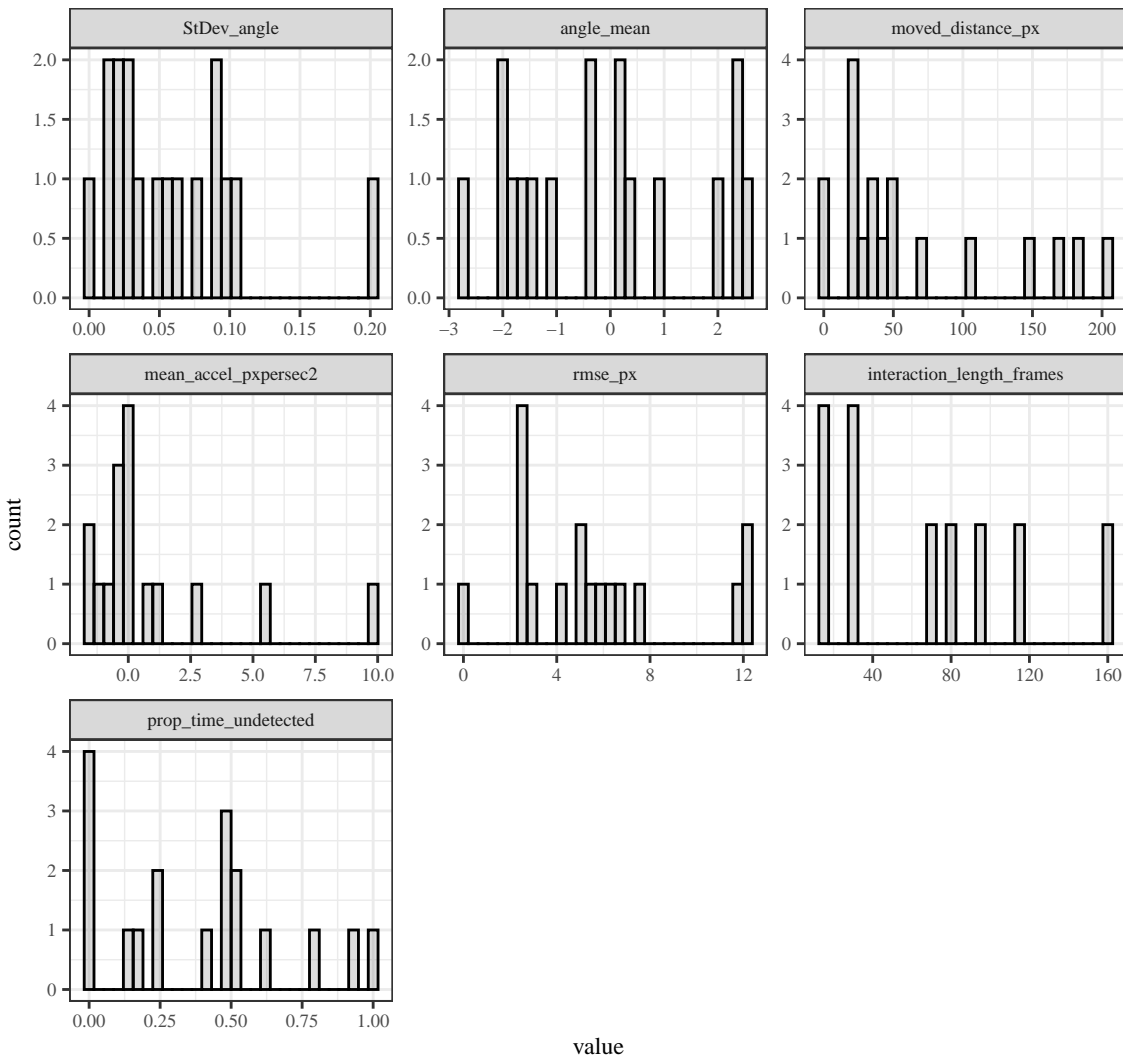 StDev_angle angle_mean moved_distance_px
2.0 2.0 4
1.5 1.5 3
1.0 1.0 2
0.5 0.5 1
0.0 0.0 0
0.00 0.05 0.10 0.15 0.20 −3 −2 −1 0 1 2 0 50 100 150 200
mean_accel_pxpersec2 rmse_px interaction_length_frames
4 4 4
3 3 3
count
2 2 2
1 1 1
0 0 0
0.0 2.5 5.0 7.5 10.0 0 4 8 12 40 80 120 160
prop_time_undetected
4
3
2
1
0
0.00 0.25 0.50 0.75 1.00
value